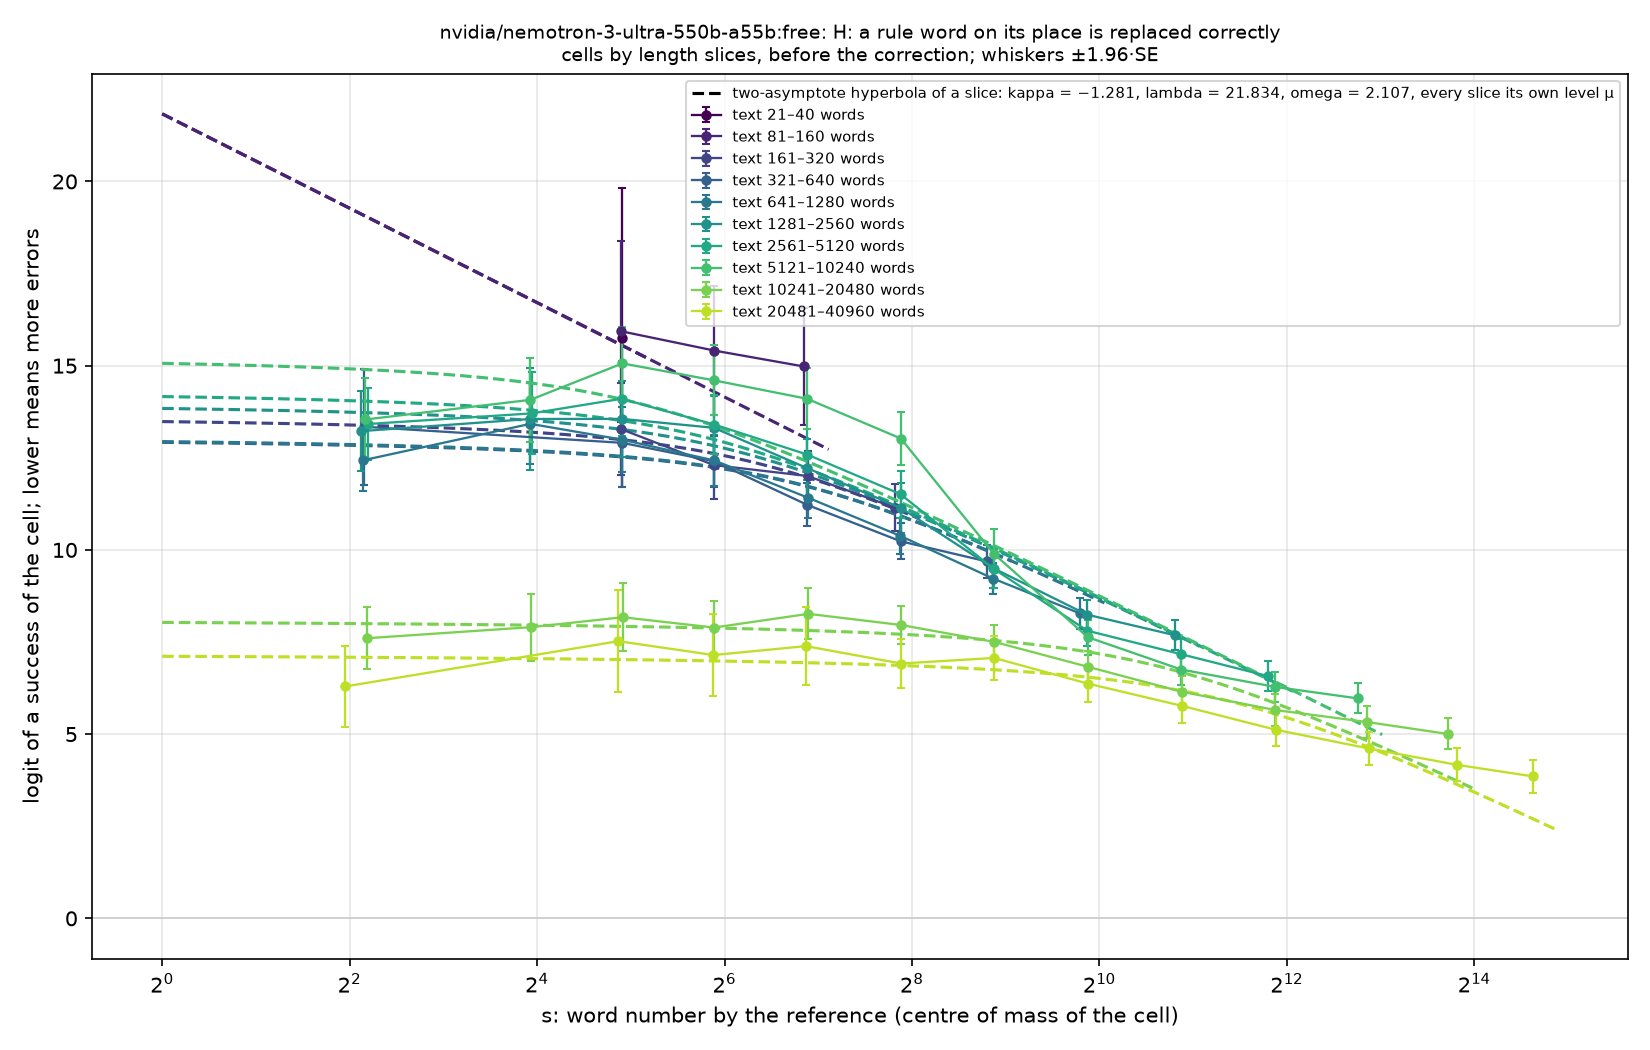 nvidia/nemotron-3-ultra-550b-a55b:free: H: a rule word on its place is replaced correctly
cells by length slices, before the correction; whiskers ±1.96·SE
two-asymptote hyperbola of a slice: kappa = −1.281, lambda = 21.834, omega = 2.107, every slice its own level μ
text 21–40 words
text 81–160 words
text 161–320 words
text 321–640 words
text 641–1280 words
text 1281–2560 words
text 2561–5120 words
text 5121–10240 words
text 10241–20480 words
text 20481–40960 words
logit of a success of the cell; lower means more errors
20
15
10
5
0
2^0 2^2 2^4 2^6 2^8 2^10 2^12 2^14
s: word number by the reference (centre of mass of the cell)